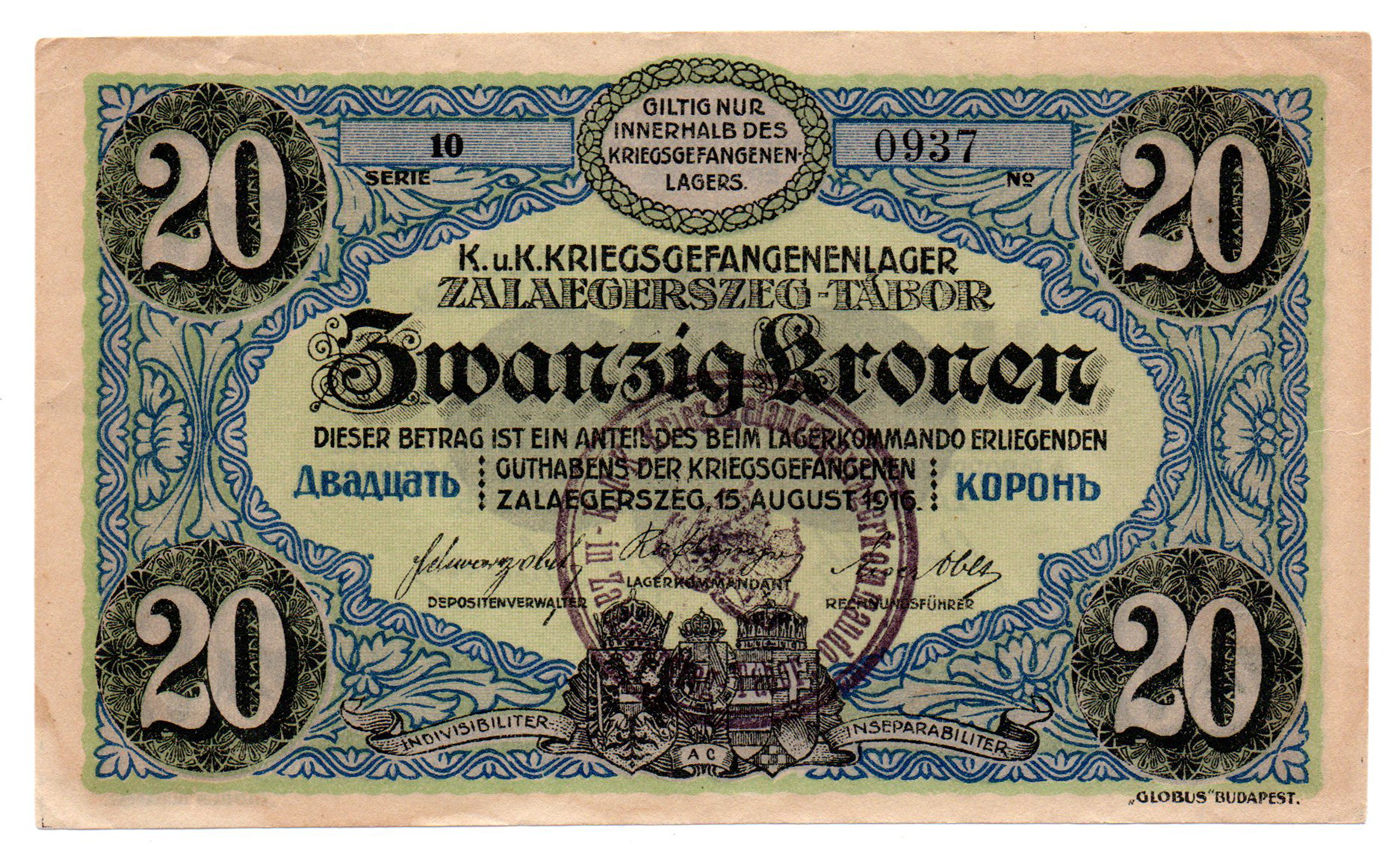 20
20
10
SERIE
GILTIG NUR
INNERHALB DES
KRIEGSGEFANGENEN-
LAGERS.
0937
No
K.u.K.KRIEGSGEFANGENENLAGER
ZALAEGERSZEG-TÁBOR
Zwanzig Kronen
DIESER BETRAG IST EIN ANTEIL DES BEIM LAGERKOMMANDO ERLIEGENDEN
GUTHABENS DER KRIEGSGEFANGENEN
ZALAEGERSZEG, 15. AUGUST 1916.
Двадцать
КОРОНЬ
DEPOSITENVERWALTER
LAGERKOMMANDANT
RECHNUNGSFÜHRER
20
20
INDIVISIBILITER-
AC
INSEPARABILITER
„GLOBUS“ BUDAPEST.